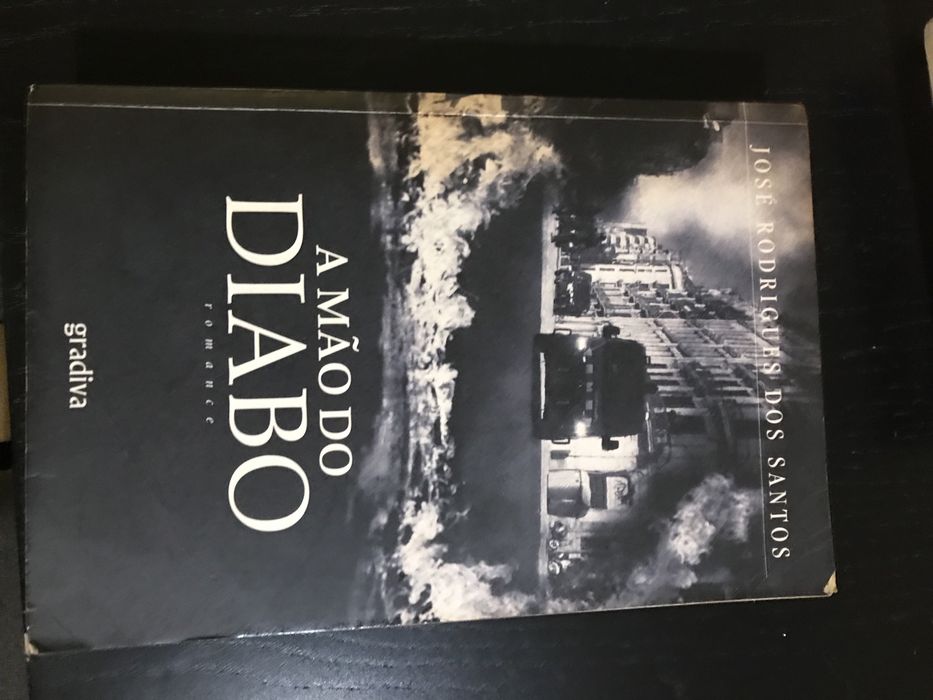 JOSÉ RODRIGUES DOS SANTOS
A MÃO DO
DIABO
romance
gradiva